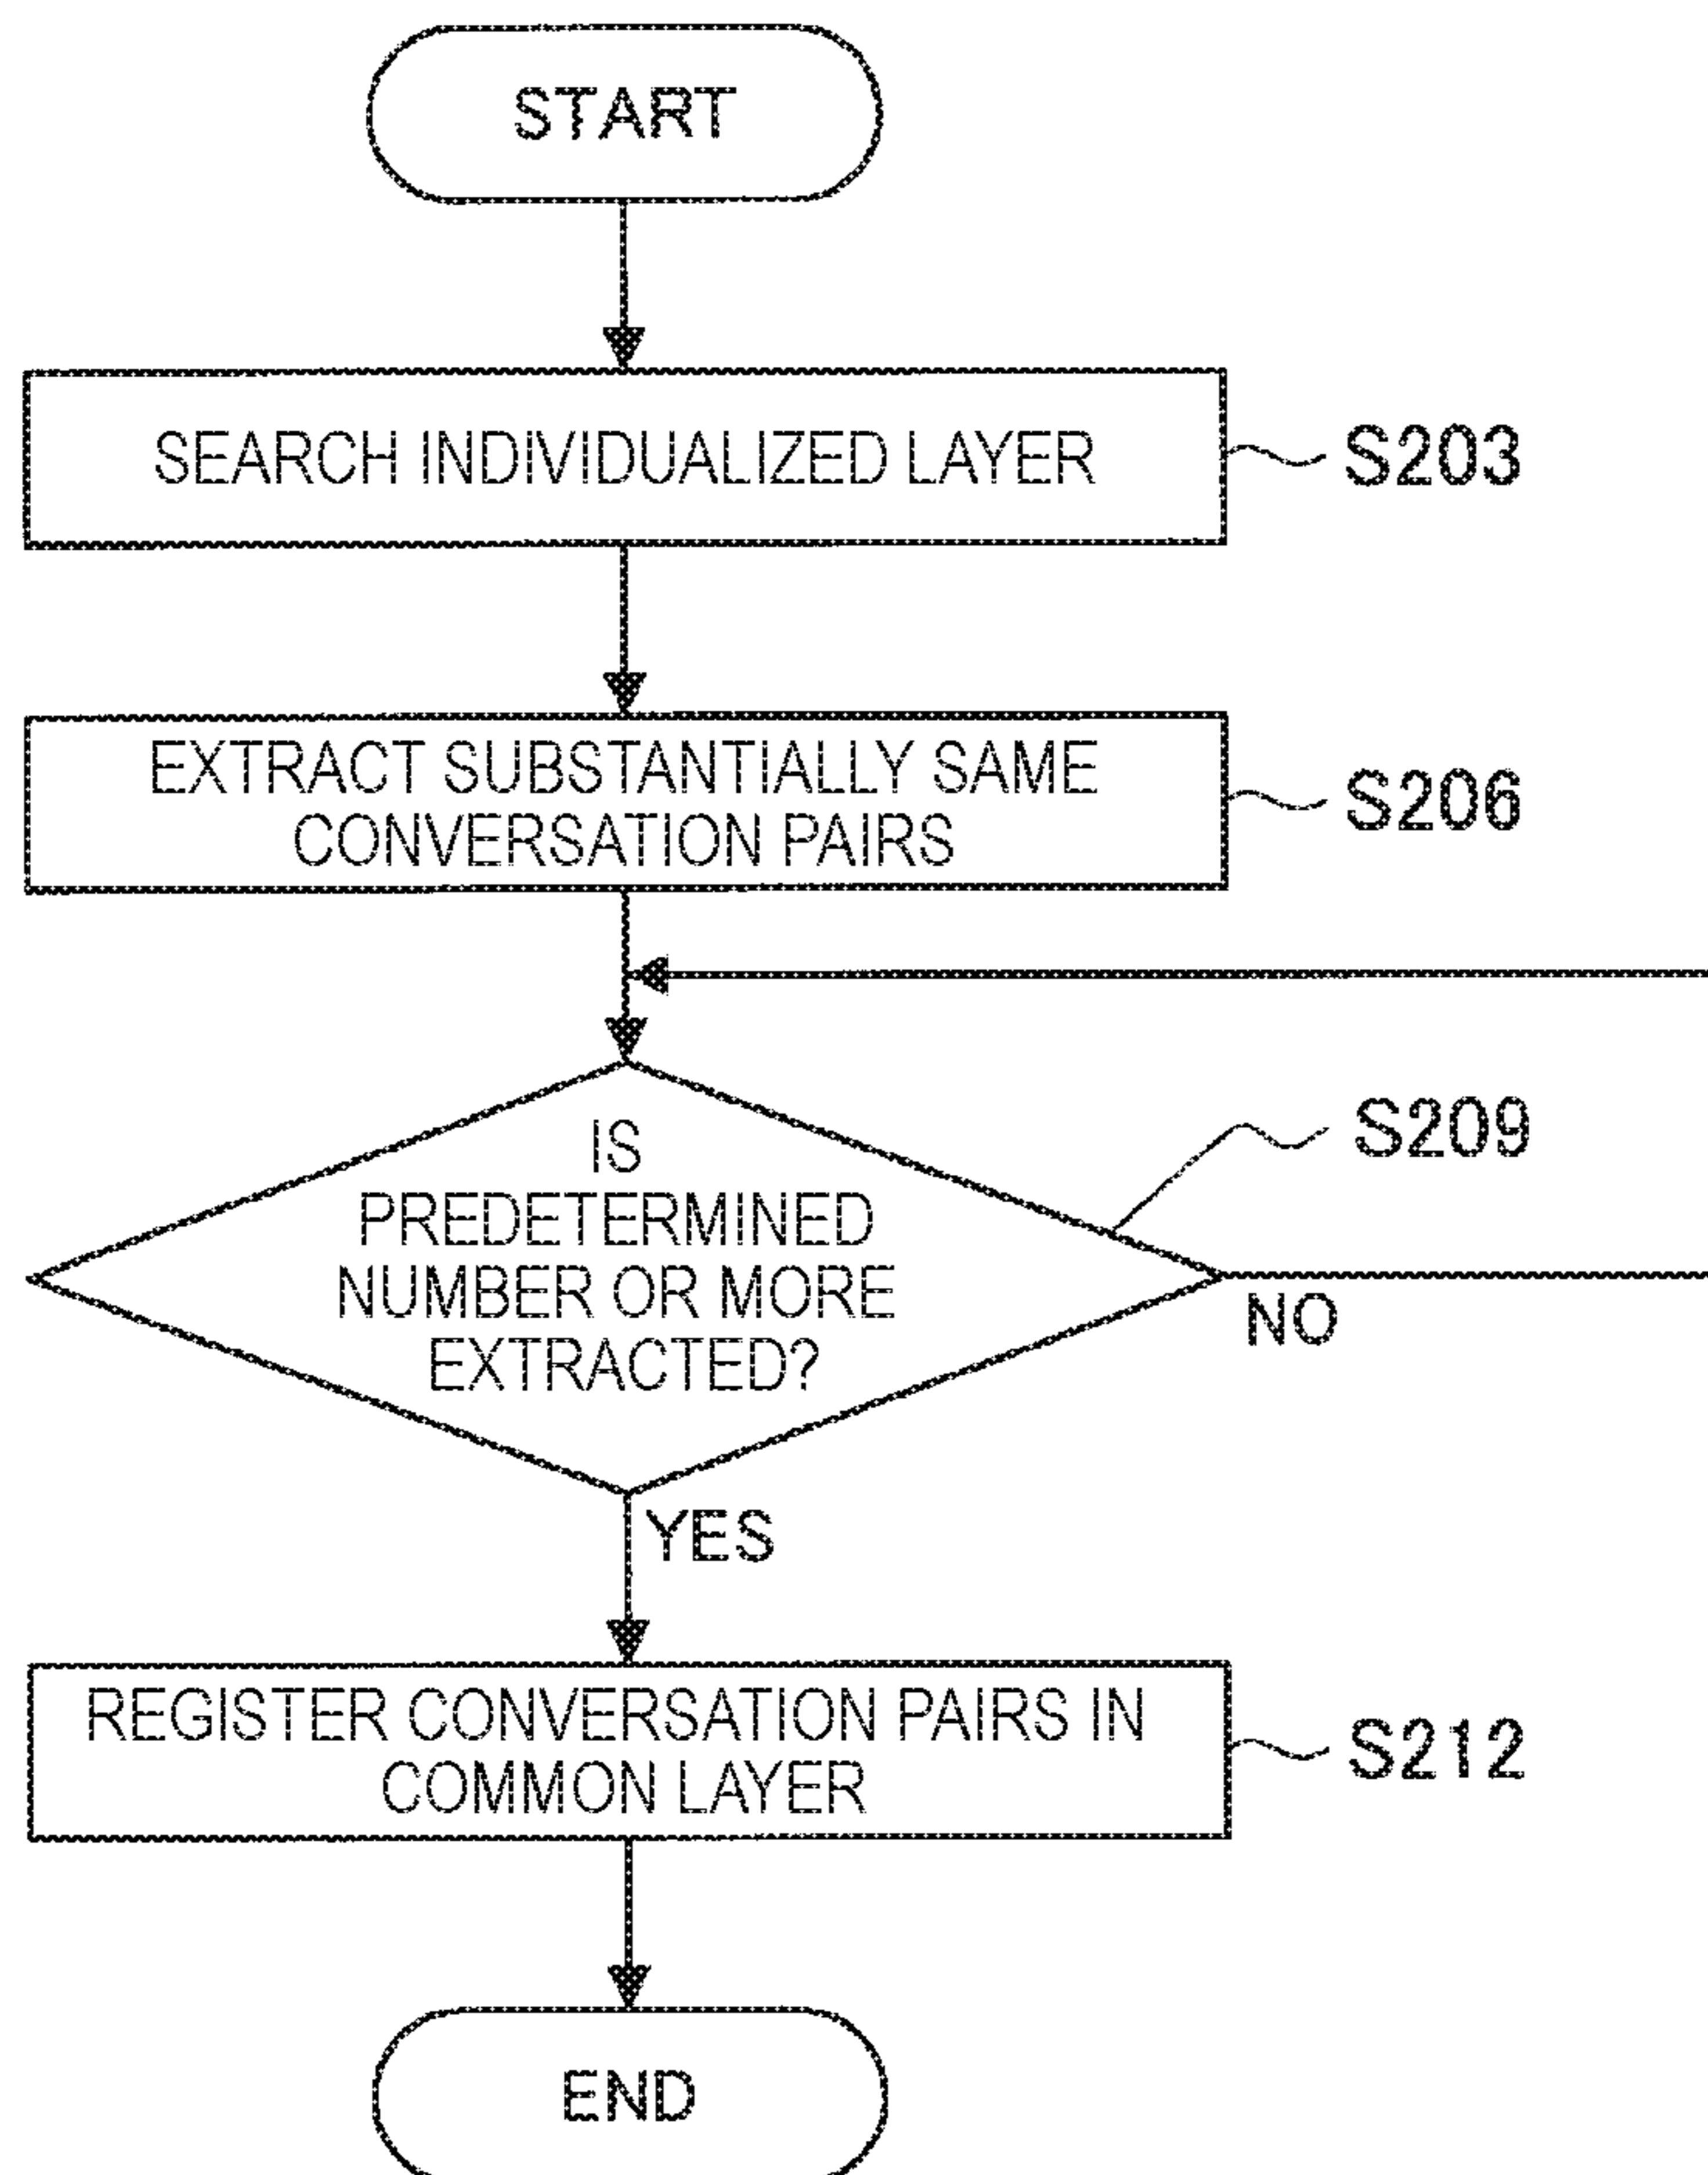 START
SEARCH INDIVIDUALIZED LAYER
S203
EXTRACT SUBSTANTIALLY SAME
CONVERSATION PAIRS
S206
IS
PREDETERMINED
NUMBER OR MORE
EXTRACTED?
S209
NO
YES
REGISTER CONVERSATION PAIRS IN
COMMON LAYER
S212
END